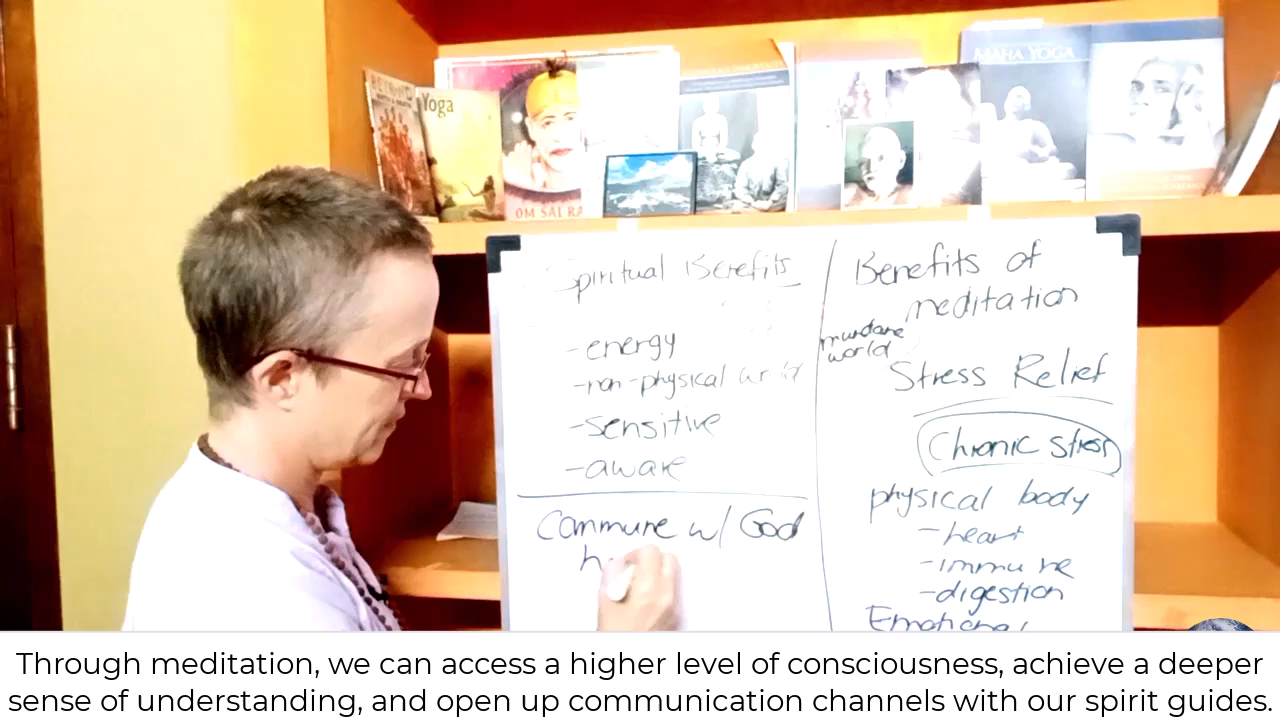 Yoga
OM SAI RA
MAHA YOGA
Spiritual Benefits
-energy
-non-physical
-sensitive
-aware
Commune w/ God
h
Benefits of
meditation
mundane
world
Stress Relief
Chronic stress
physical body
-heart
-immune
-digestion
Emotional
Through meditation, we can access a higher level of consciousness, achieve a deeper
sense of understanding, and open up communication channels with our spirit guides.